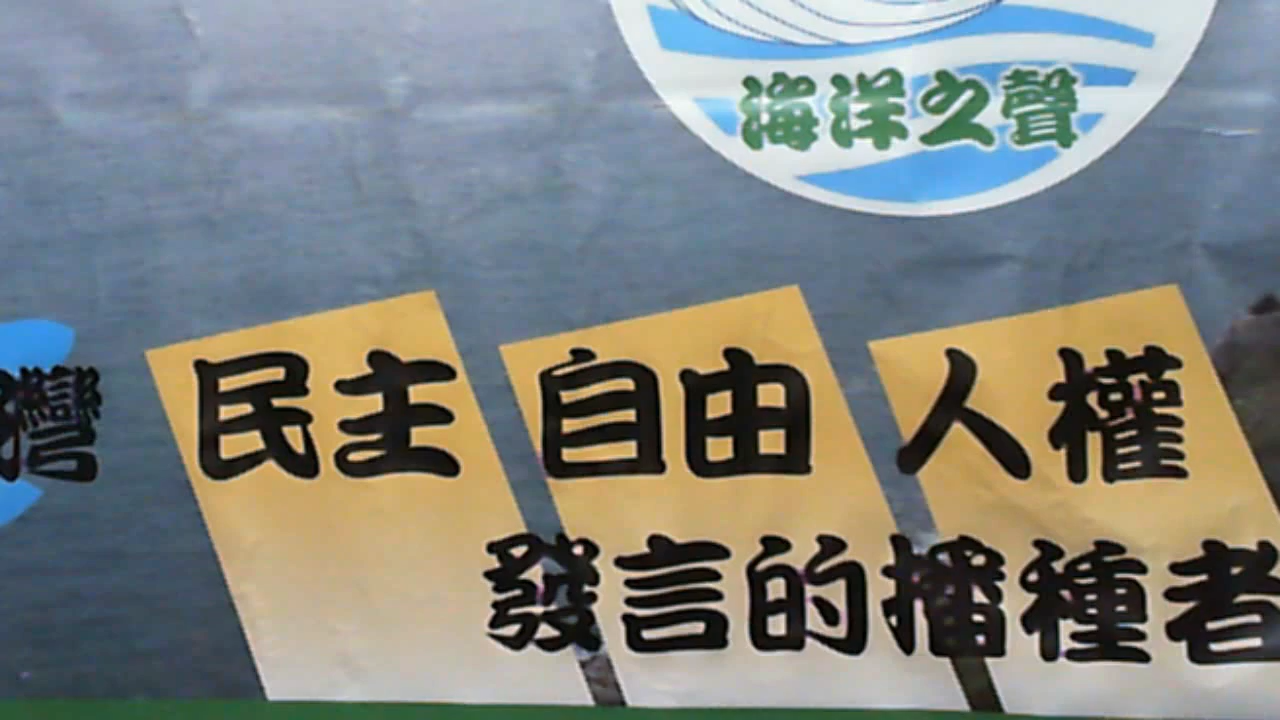 海洋之聲
灣 民主 自由 人權
發言的播種者